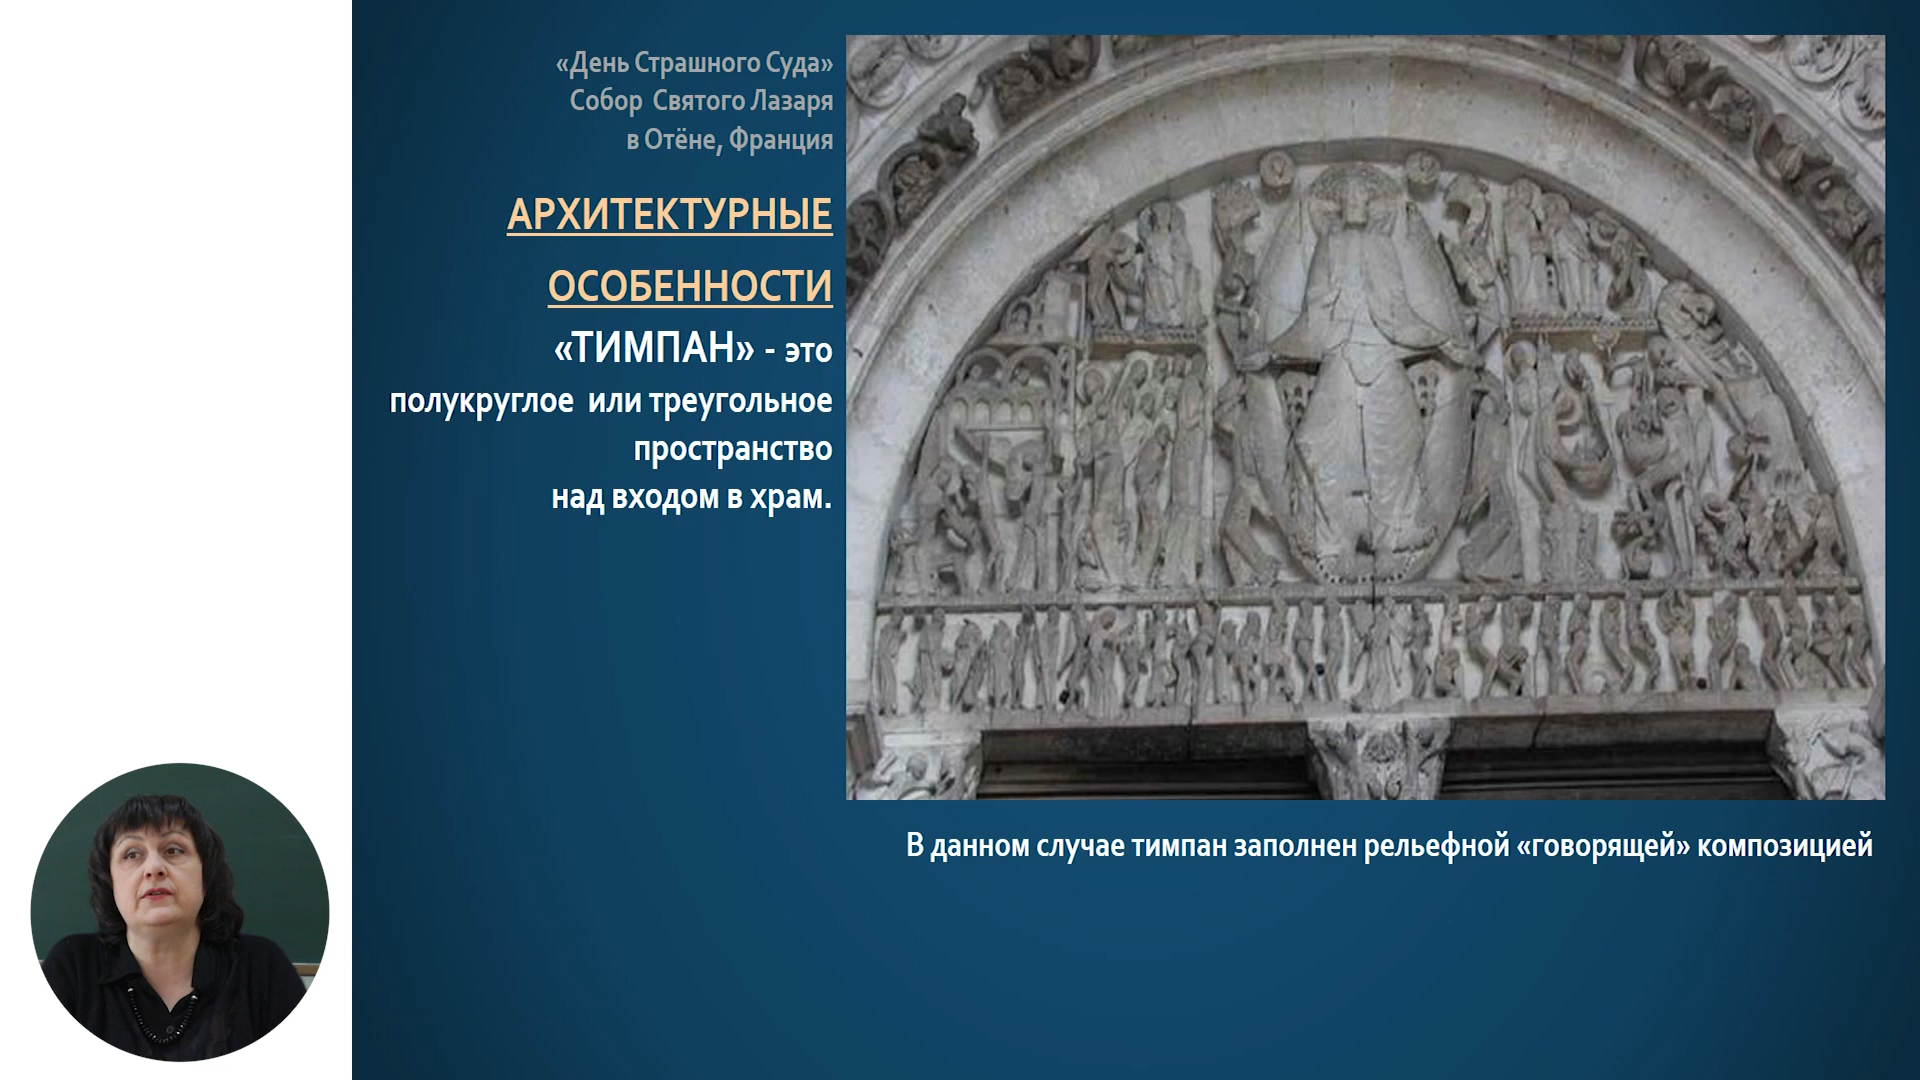 «День Страшного Суда»
Собор Святого Лазаря
в Отёне, Франция
АРХИТЕКТУРНЫЕ
ОСОБЕННОСТИ
«ТИМПАН» - это
полукруглое или треугольное
пространство
над входом в храм.
В данном случае тимпан заполнен рельефной «говорящей» композицией